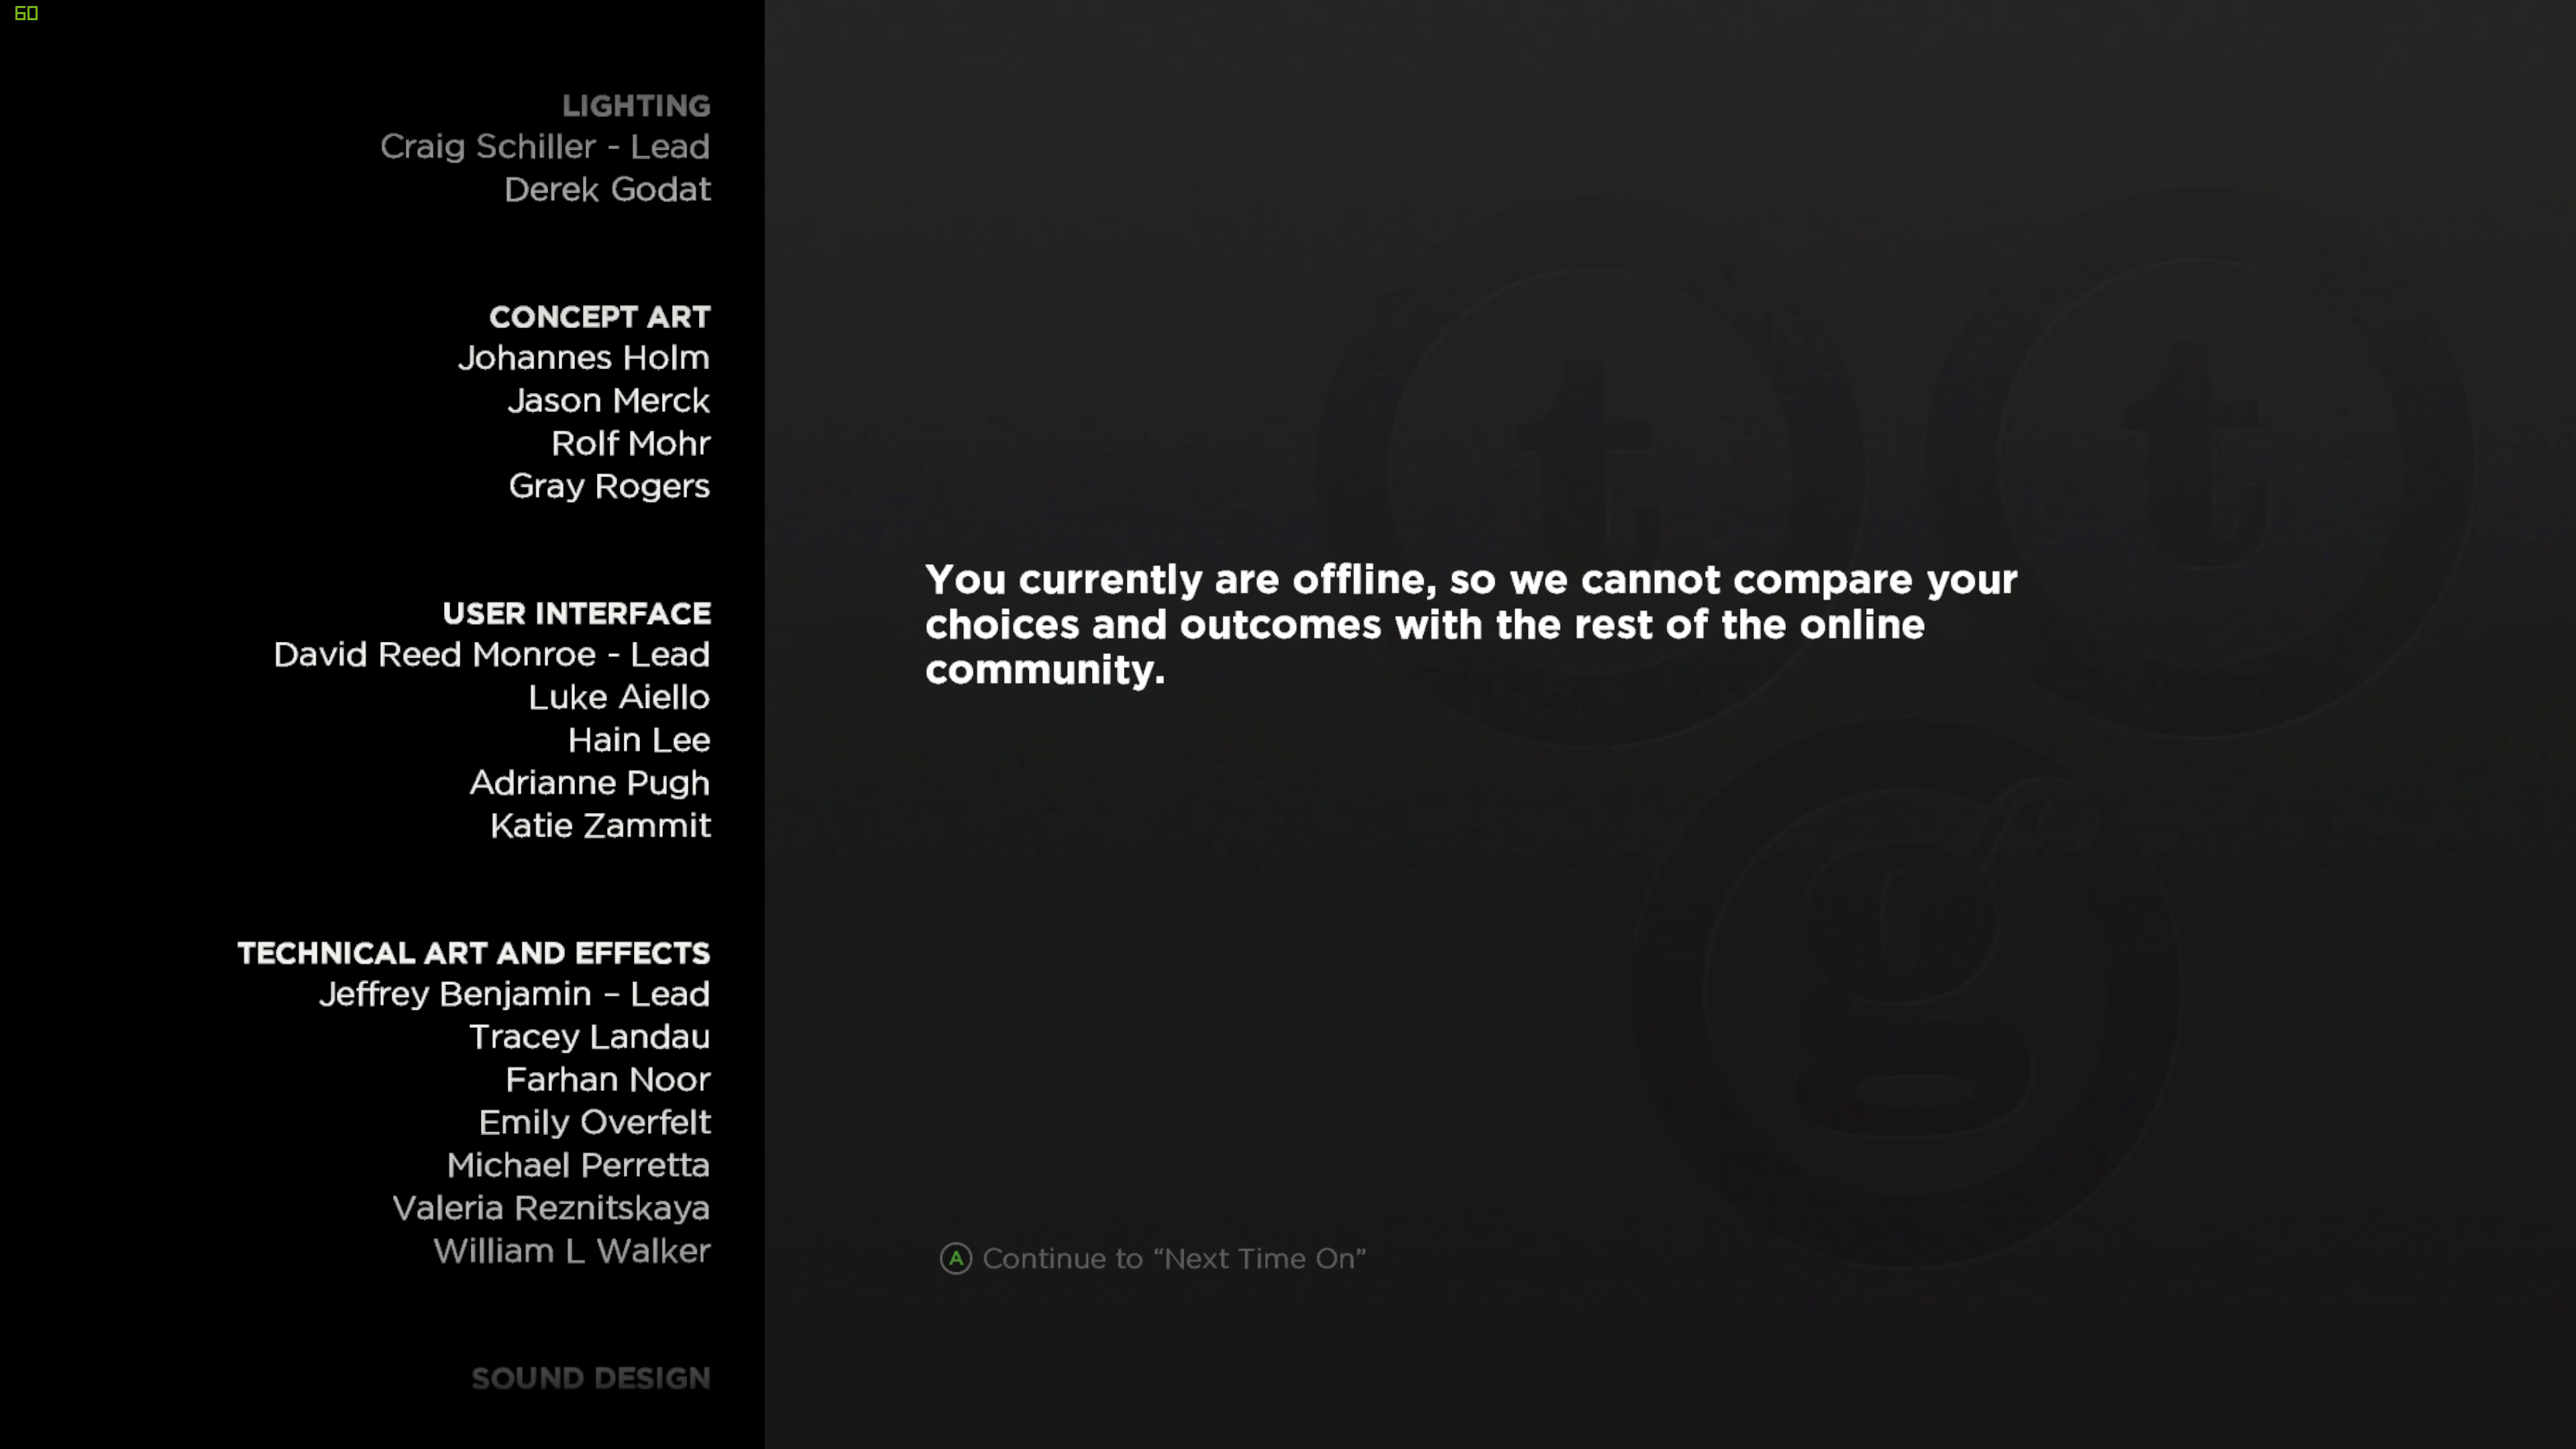 60
LIGHTING
Craig Schiller - Lead
Derek Godat
CONCEPT ART
Johannes Holm
Jason Merck
Rolf Mohr
Gray Rogers
USER INTERFACE
David Reed Monroe - Lead
Luke Aiello
Hain Lee
Adrianne Pugh
Katie Zammit
TECHNICAL ART AND EFFECTS
Jeffrey Benjamin – Lead
Tracey Landau
Farhan Noor
Emily Overfelt
Michael Perretta
Valeria Reznitskaya
William L Walker
SOUND DESIGN
t t
g
You currently are offline, so we cannot compare your
choices and outcomes with the rest of the online
community.
A Continue to “Next Time On”